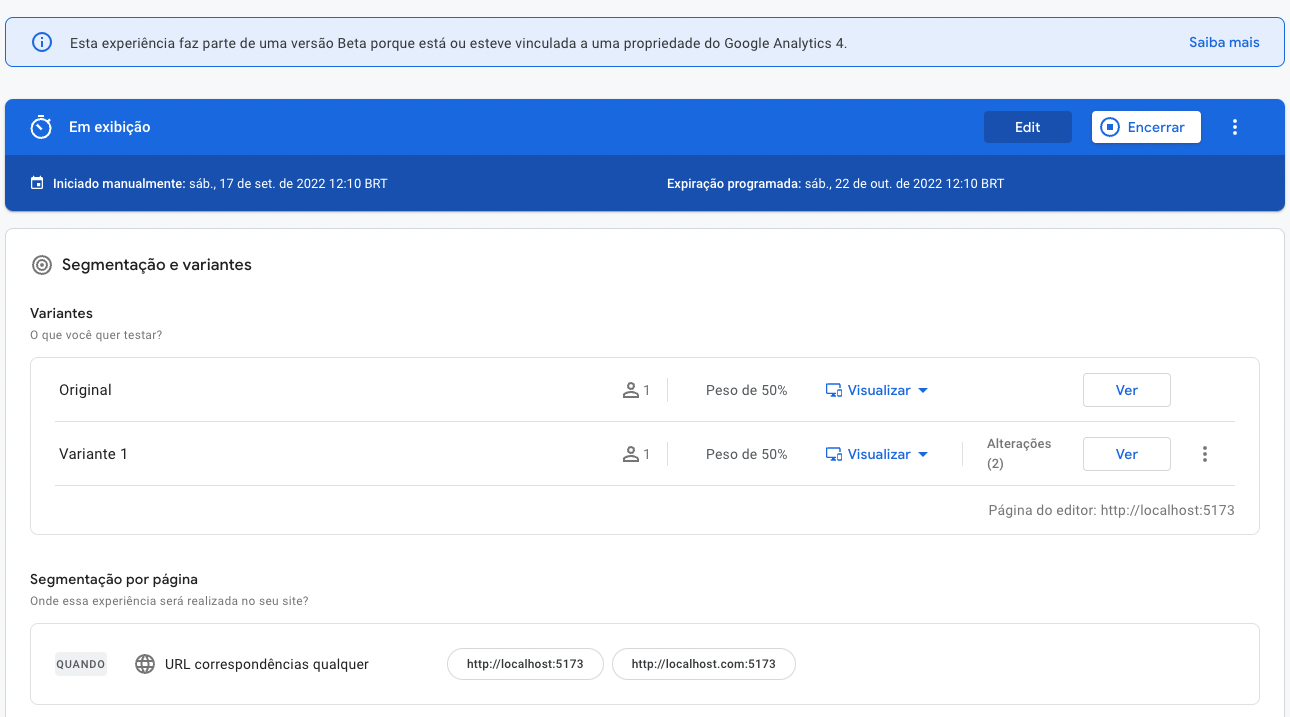 Esta experiência faz parte de uma versão Beta porque está ou esteve vinculada a uma propriedade do Google Analytics 4.
Saiba mais
Em exibição
Edit
Encerrar
Iniciado manualmente: sáb., 17 de set. de 2022 12:10 BRT
Expiração programada: sáb., 22 de out. de 2022 12:10 BRT
Segmentação e variantes
Variantes
O que você quer testar?
Original
1
Peso de 50%
Visualizar
Ver
Variante 1
1
Peso de 50%
Visualizar
Alterações
(2)
Ver
Página do editor: http://localhost:5173
Segmentação por página
Onde essa experiência será realizada no seu site?
QUANDO
URL correspondências qualquer
http://localhost:5173
http://localhost.com:5173